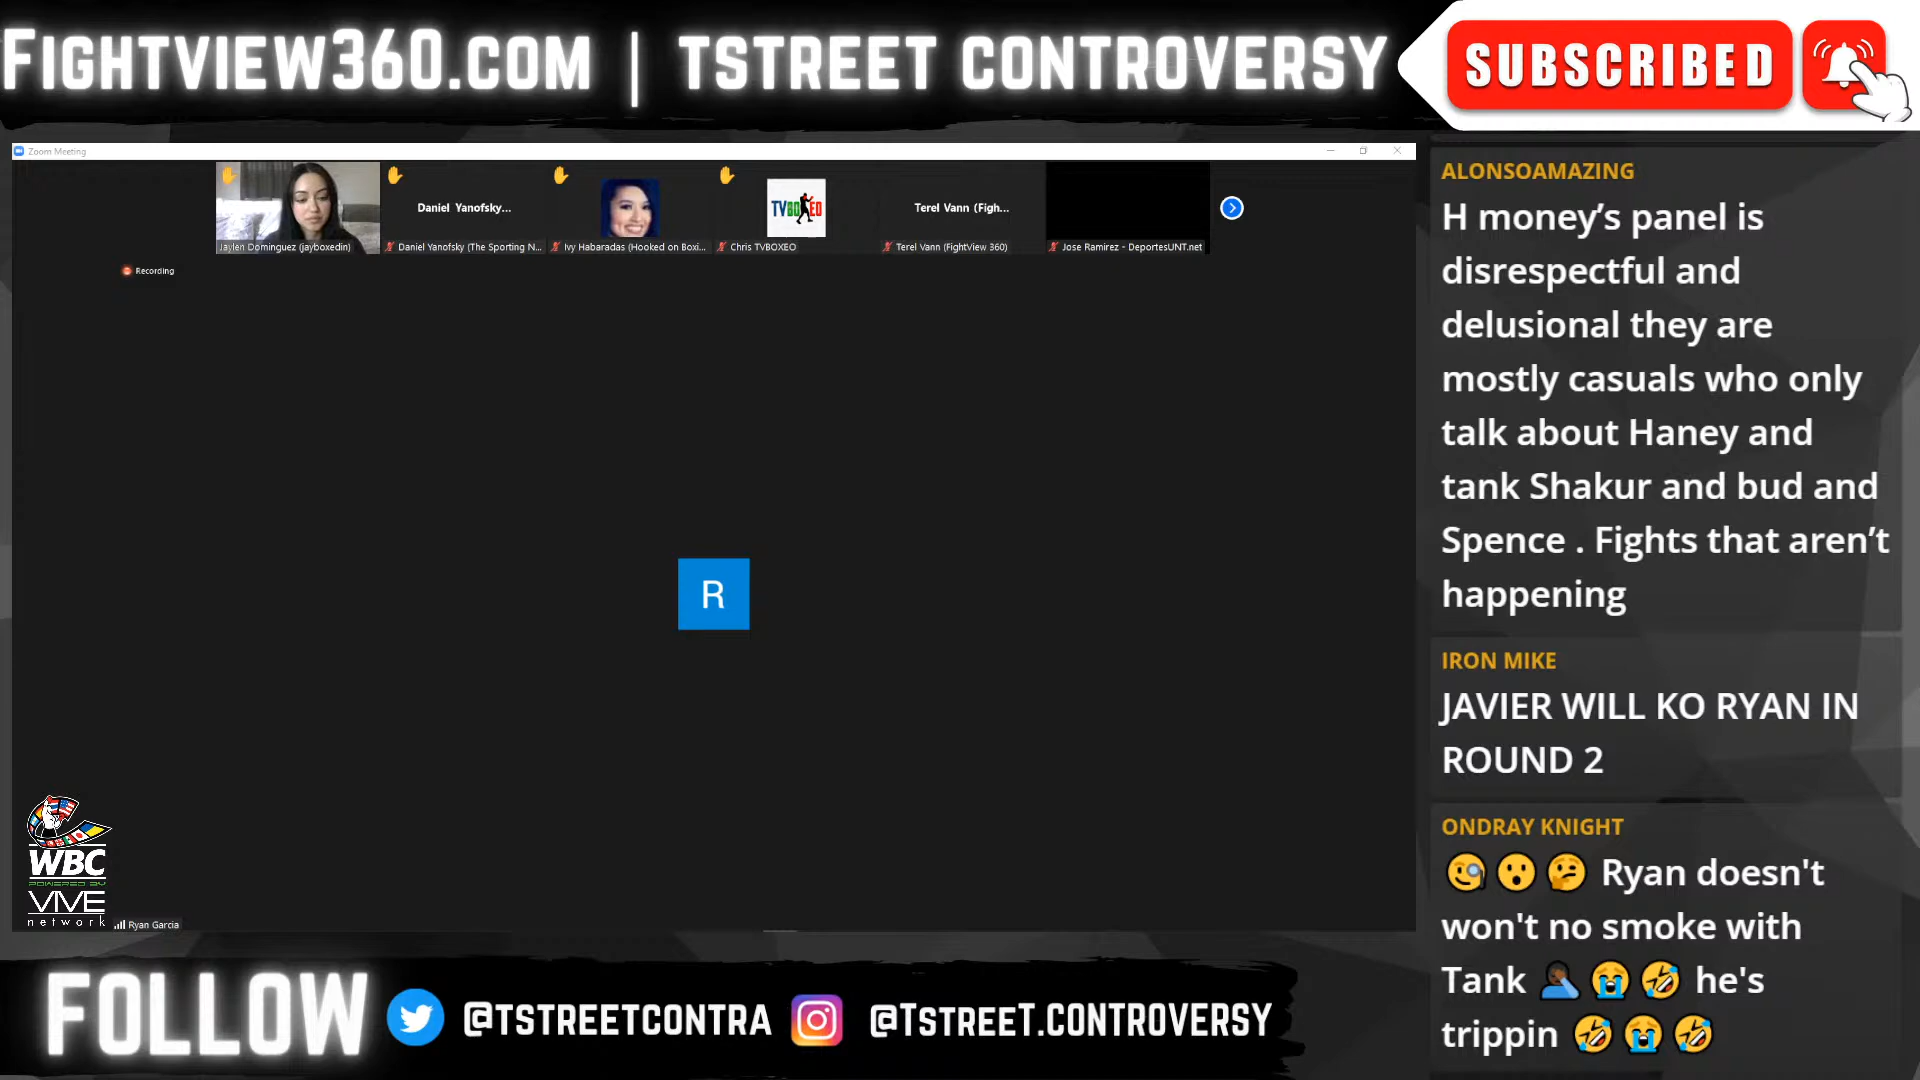 FIGHTVIEW360.COM | TSTREET CONTROVERSY
SUBSCRIBED
Zoom Meeting
Jaylen Dominguez (jayboxedin)
Daniel Yanofsky...
Daniel Yanofsky (The Sporting N...
Ivy Habaradas (Hooked on Boxi...
TVBOXEO
Chris TVBOXEO
Terel Vann (Figh...
Terel Vann (FightView 360)
Jose Ramirez - DeportesUNT.net
Recording
R
WBC
POWERED BY
VIVE
network
Ryan Garcia
ALONSOAMAZING
H money’s panel is
disrespectful and
delusional they are
mostly casuals who only
talk about Haney and
tank Shakur and bud and
Spence . Fights that aren’t
happening
IRON MIKE
JAVIER WILL KO RYAN IN
ROUND 2
ONDRAY KNIGHT
🧐😮🤔 Ryan doesn't
won't no smoke with
Tank 🤦🏿‍♂️😭🤣 he's
trippin 🤣😭🤣
FOLLOW @TSTREETCONTRA @TSTREET.CONTROVERSY